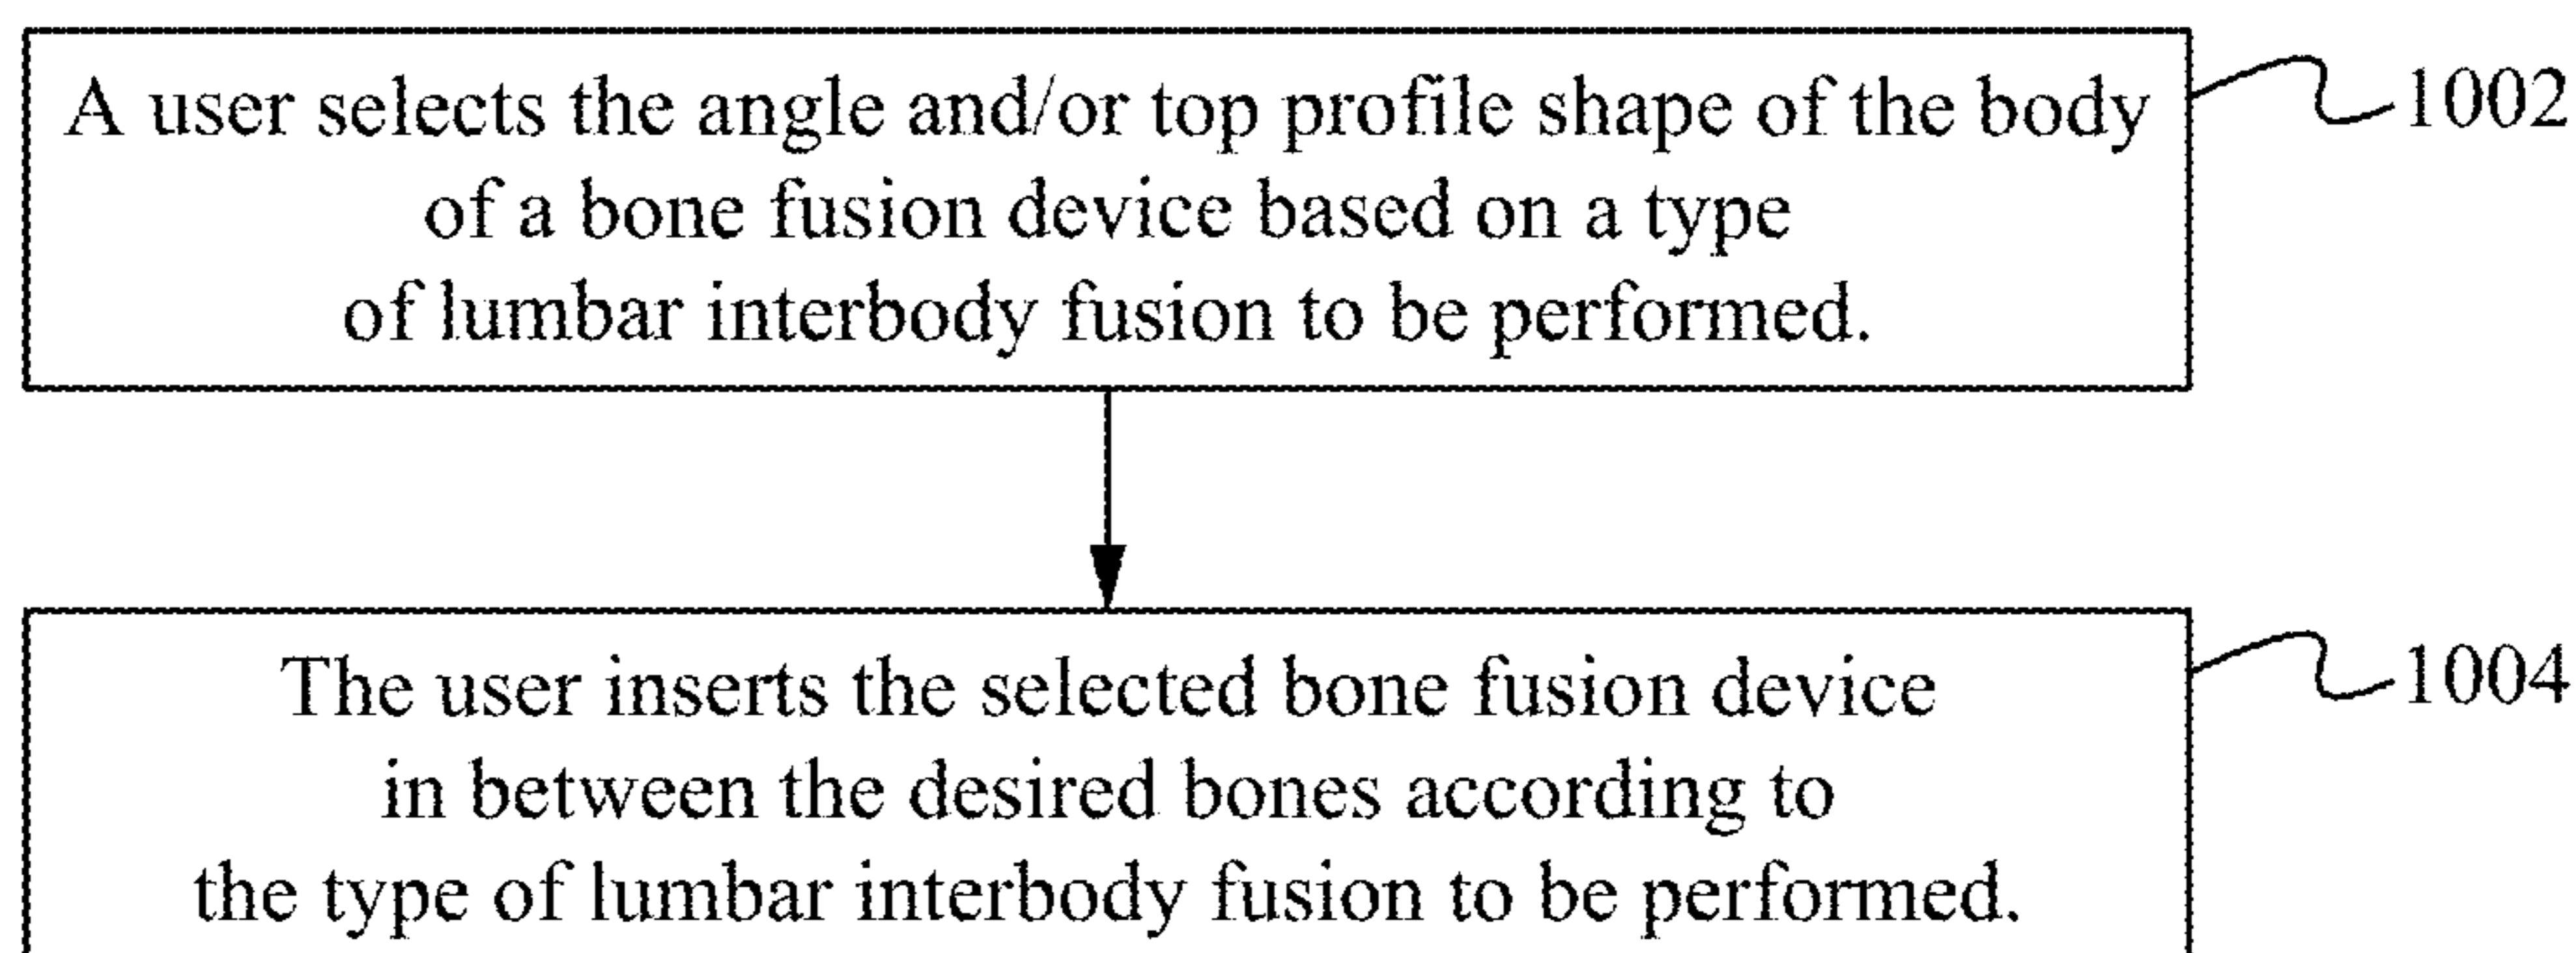 A user selects the angle and/or top profile shape of the body
of a bone fusion device based on a type
of lumbar interbody fusion to be performed.
1002
The user inserts the selected bone fusion device
in between the desired bones according to
the type of lumbar interbody fusion to be performed.
1004